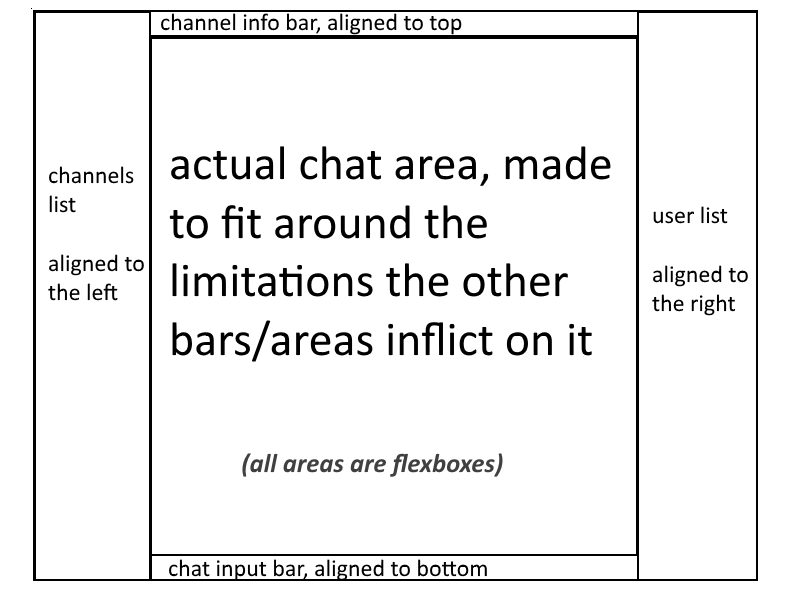 channel info bar, aligned to top
channels
list
aligned to
the left
actual chat area, made
to fit around the
limitations the other
bars/areas inflict on it
(all areas are flexboxes)
user list
aligned to
the right
chat input bar, aligned to bottom